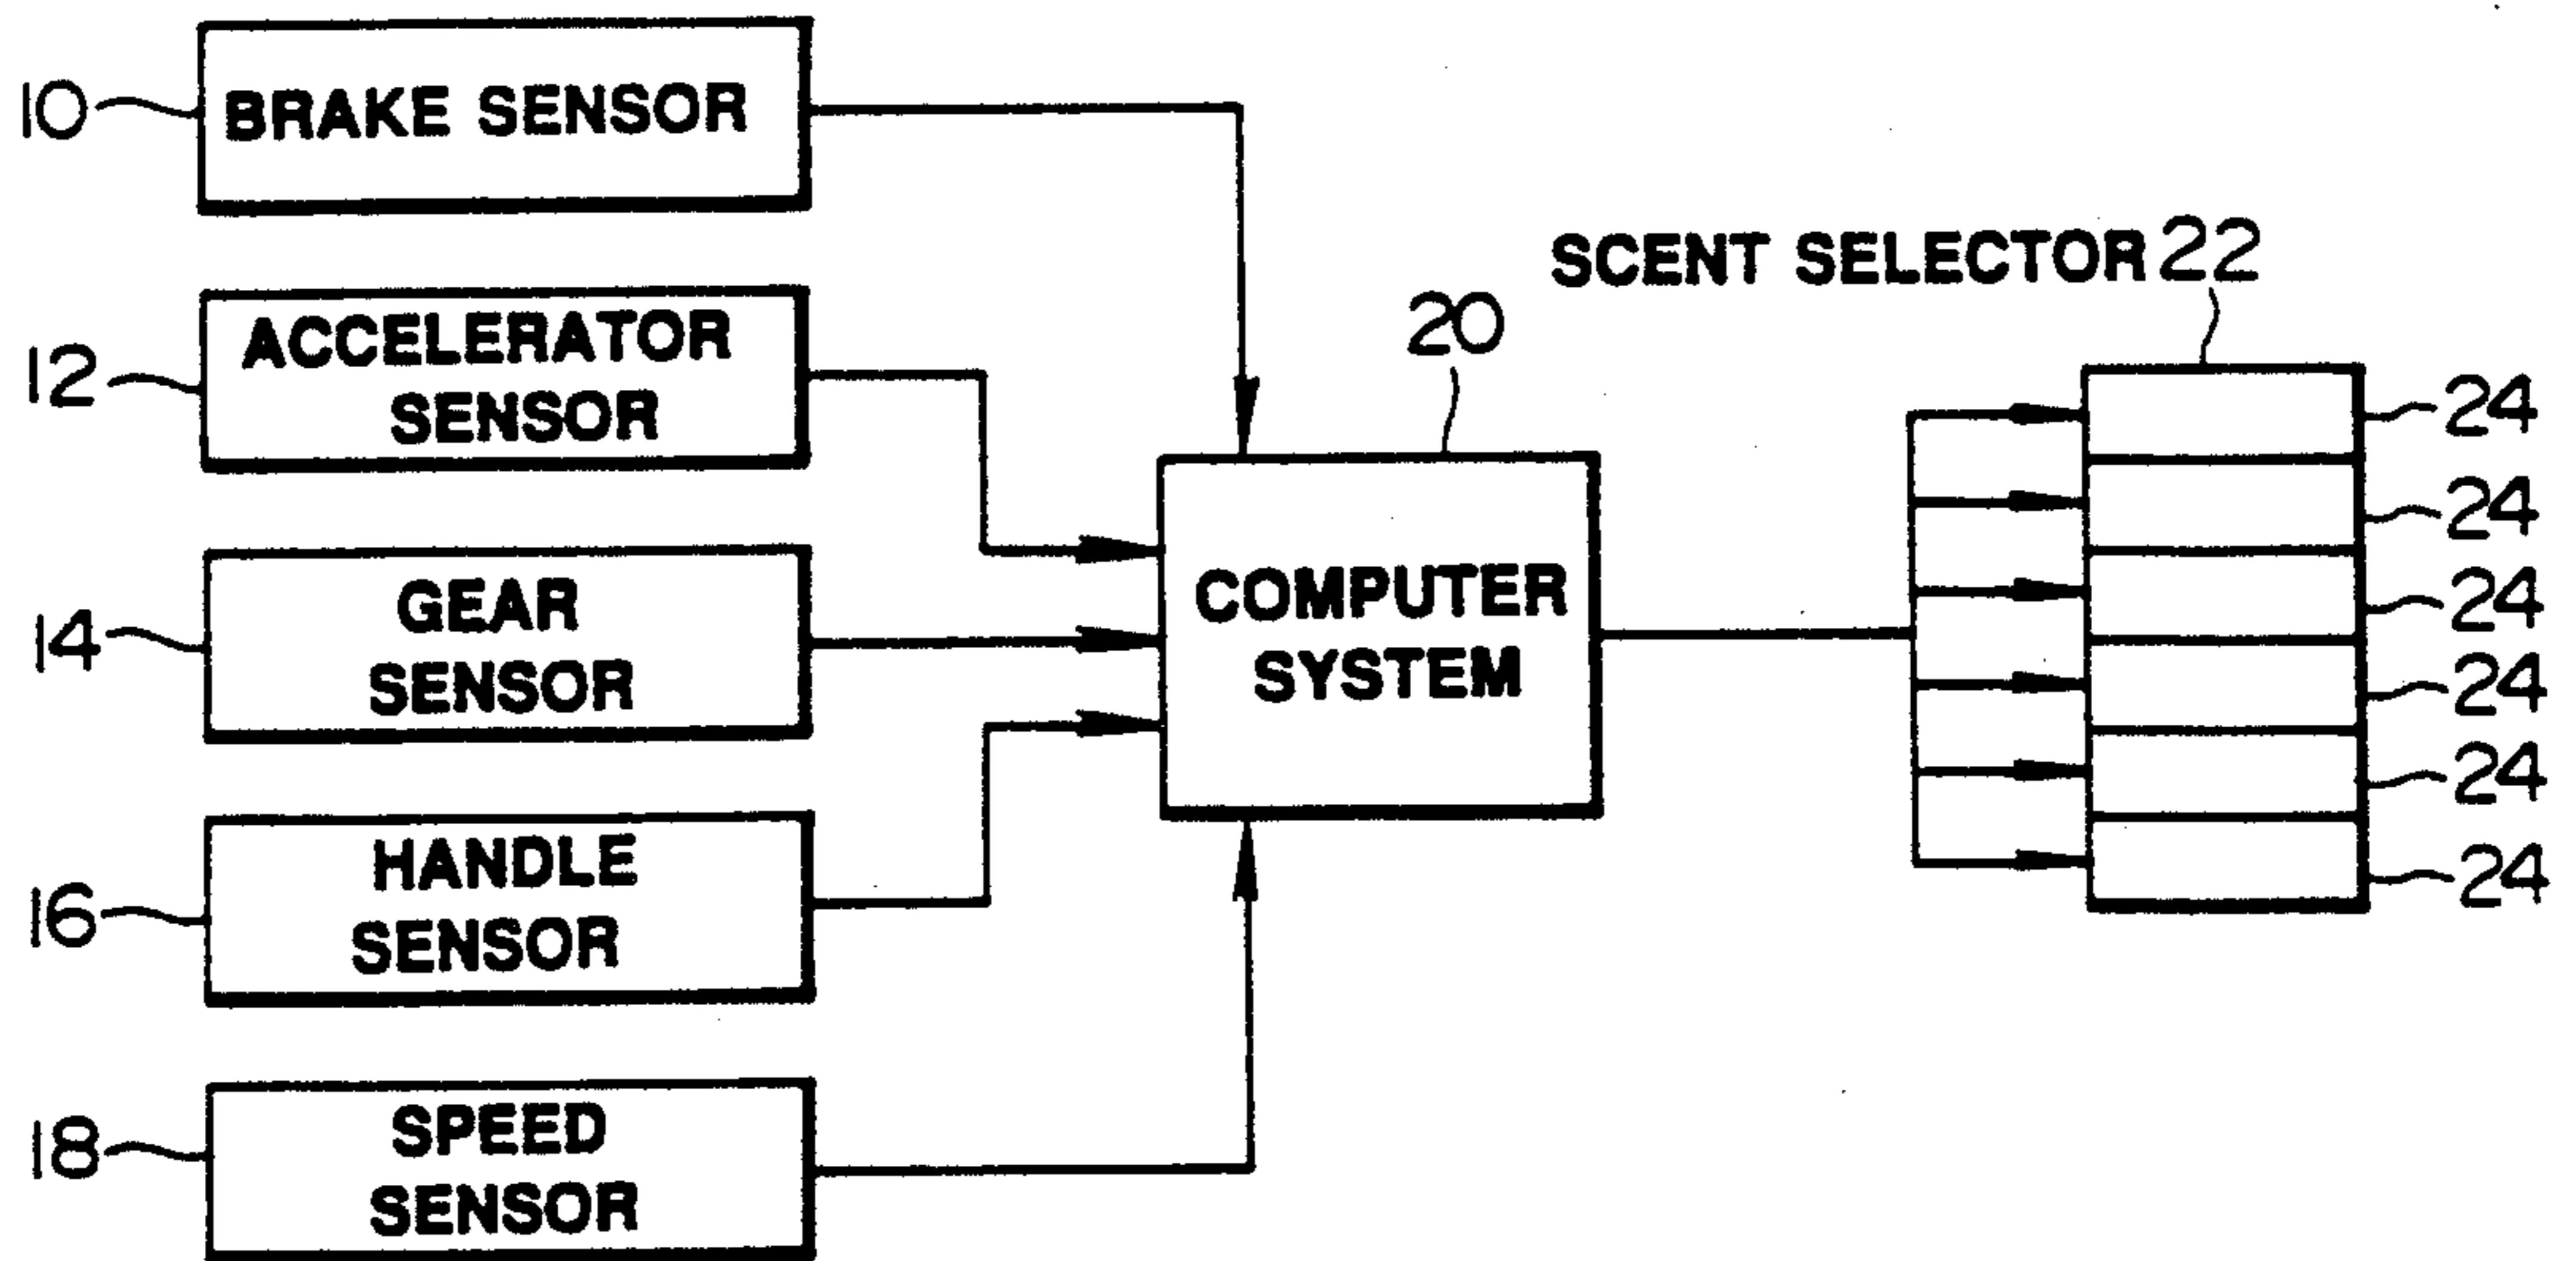 10
BRAKE SENSOR
12
ACCELERATOR
SENSOR
14
GEAR
SENSOR
16
HANDLE
SENSOR
18
SPEED
SENSOR
20
COMPUTER
SYSTEM
SCENT SELECTOR 22
24
24
24
24
24
24